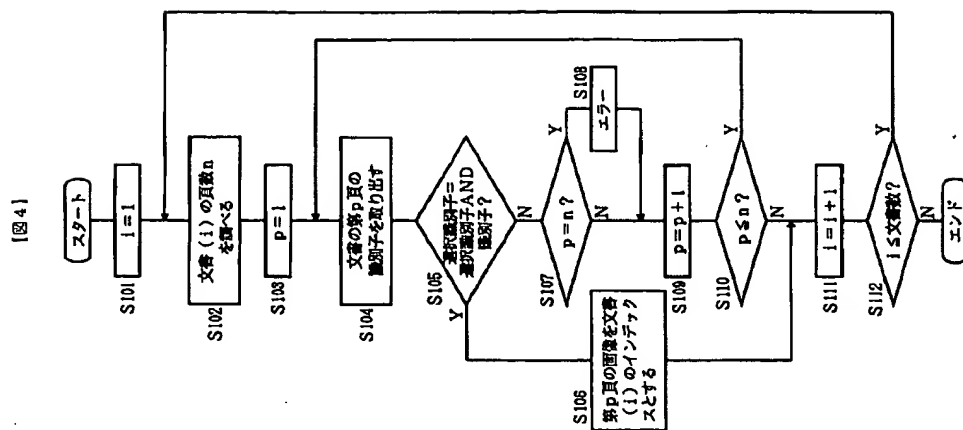 【図4】
スタート
S101
i=1
S102
文書(i)の頁数n
を調べる
S103
p=1
S104
文書の第p頁の
識別子を取り出す
S105
選択識別子=
選択識別子AND
識別子?
Y
N
S106
第p頁の画像を文書
(i)のインデック
スとする
S107
p=n?
Y
N
S108
エラー
S109
p=p+1
S110
p≦n?
Y
N
S111
i=i+1
S112
i≦文書数?
Y
N
エンド